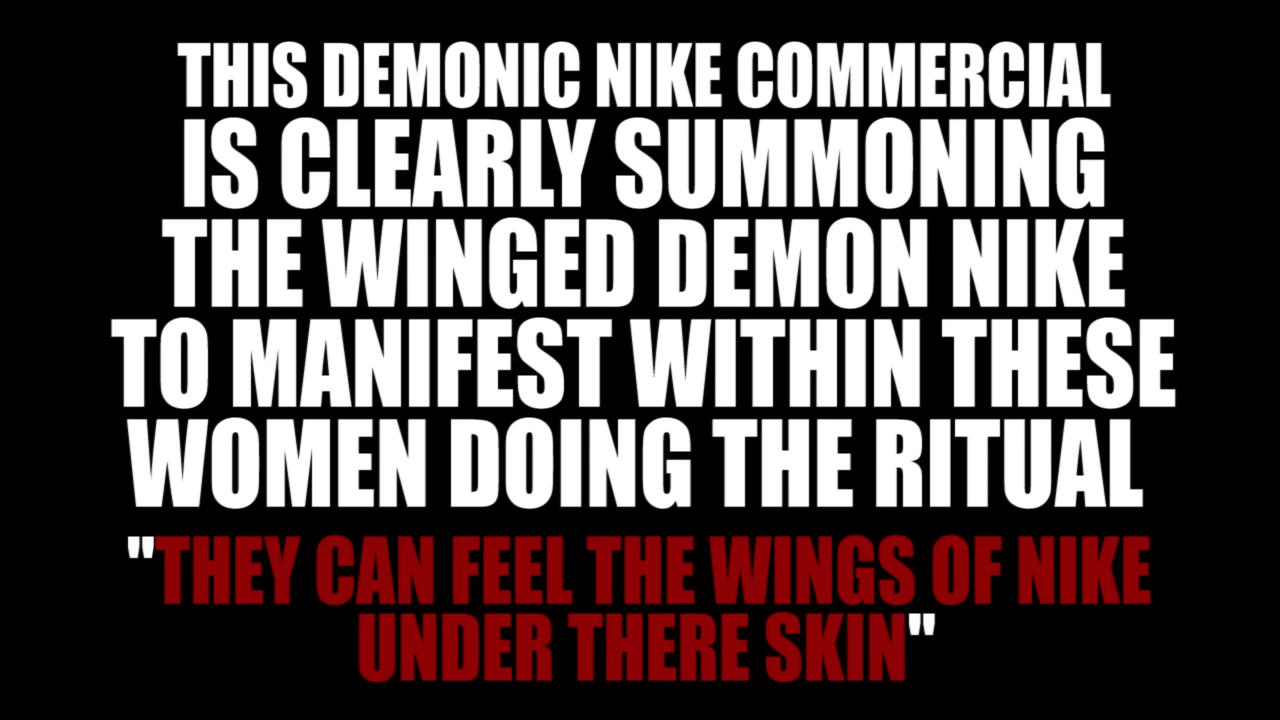 THIS DEMONIC NIKE COMMERCIAL
IS CLEARLY SUMMONING
THE WINGED DEMON NIKE
TO MANIFEST WITHIN THESE
WOMEN DOING THE RITUAL
"THEY CAN FEEL THE WINGS OF NIKE
UNDER THERE SKIN"